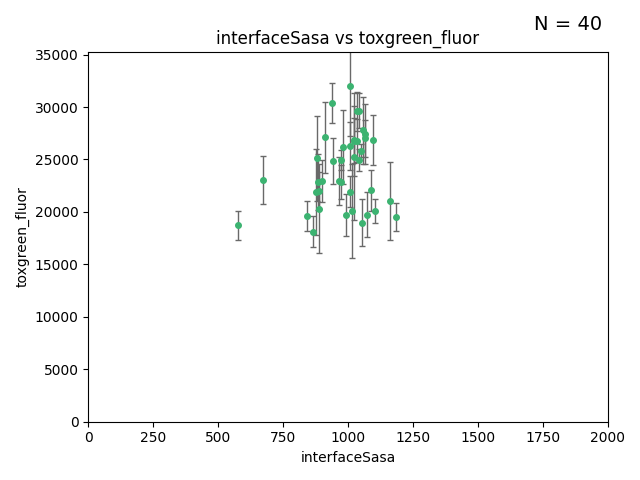 N = 40
interfaceSasa vs toxgreen_fluor
35000
30000
25000
20000
15000
10000
5000
0
toxgreen_fluor
0 250 500 750 1000 1250 1500 1750 2000
interfaceSasa